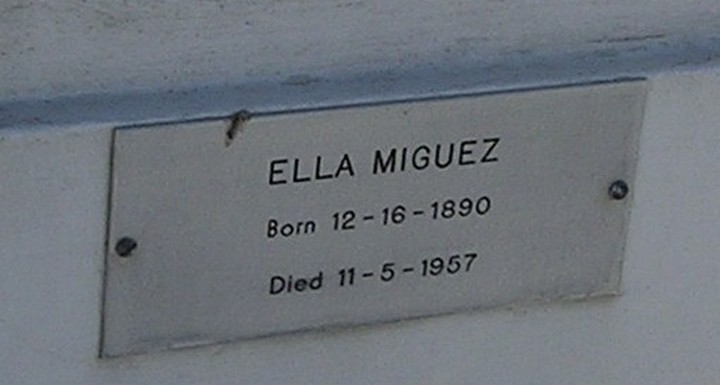 ELLA MIGUEZ
Born 12-16-1890
Died 11-5-1957